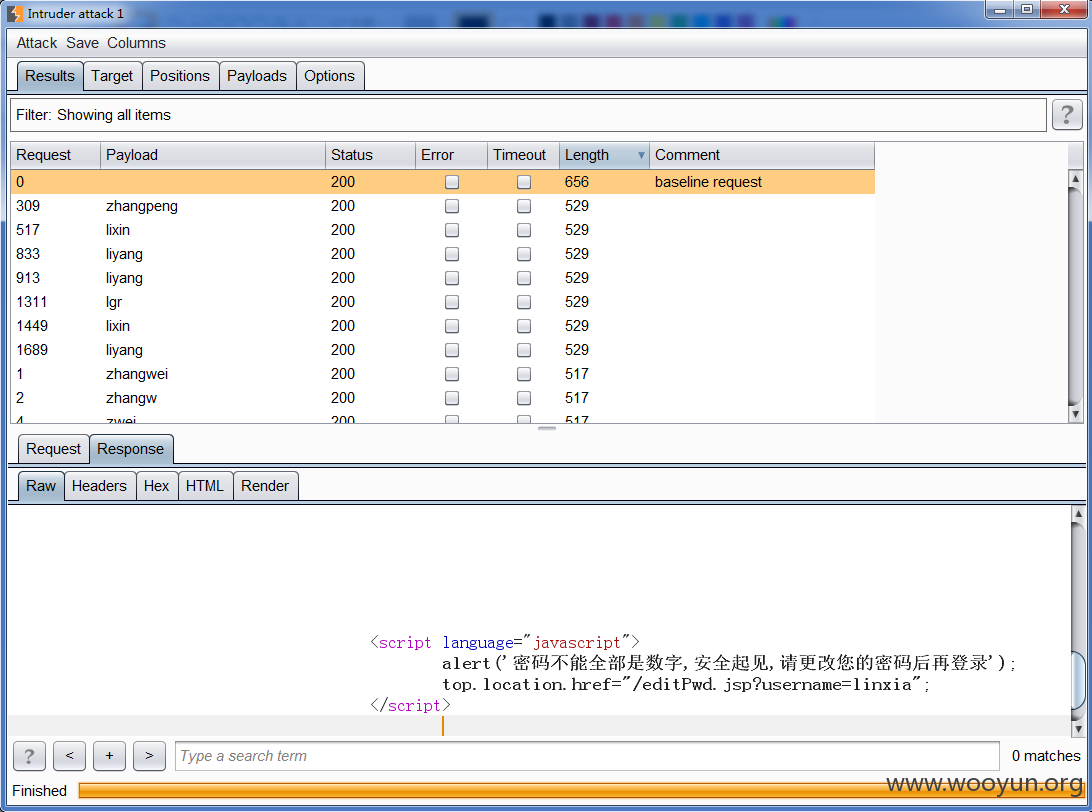 Intruder attack 1
Attack Save Columns
Results Target Positions Payloads Options
Filter: Showing all items
?
Request Payload Status Error Timeout Length Comment
0 200 656 baseline request
309 zhangpeng 200 529
517 lixin 200 529
833 liyang 200 529
913 liyang 200 529
1311 lgr 200 529
1449 lixin 200 529
1689 liyang 200 529
1 zhangwei 200 517
2 zhangw 200 517
4 zwei 200 517
Request Response
Raw Headers Hex HTML Render
<script language="javascript">
alert('密码不能全部是数字,安全起见,请更改您的密码后再登录');
top.location.href="/editPwd.jsp?username=linxia";
</script>
? < + > Type a search term 0 matches
Finished
www.wooyun.org